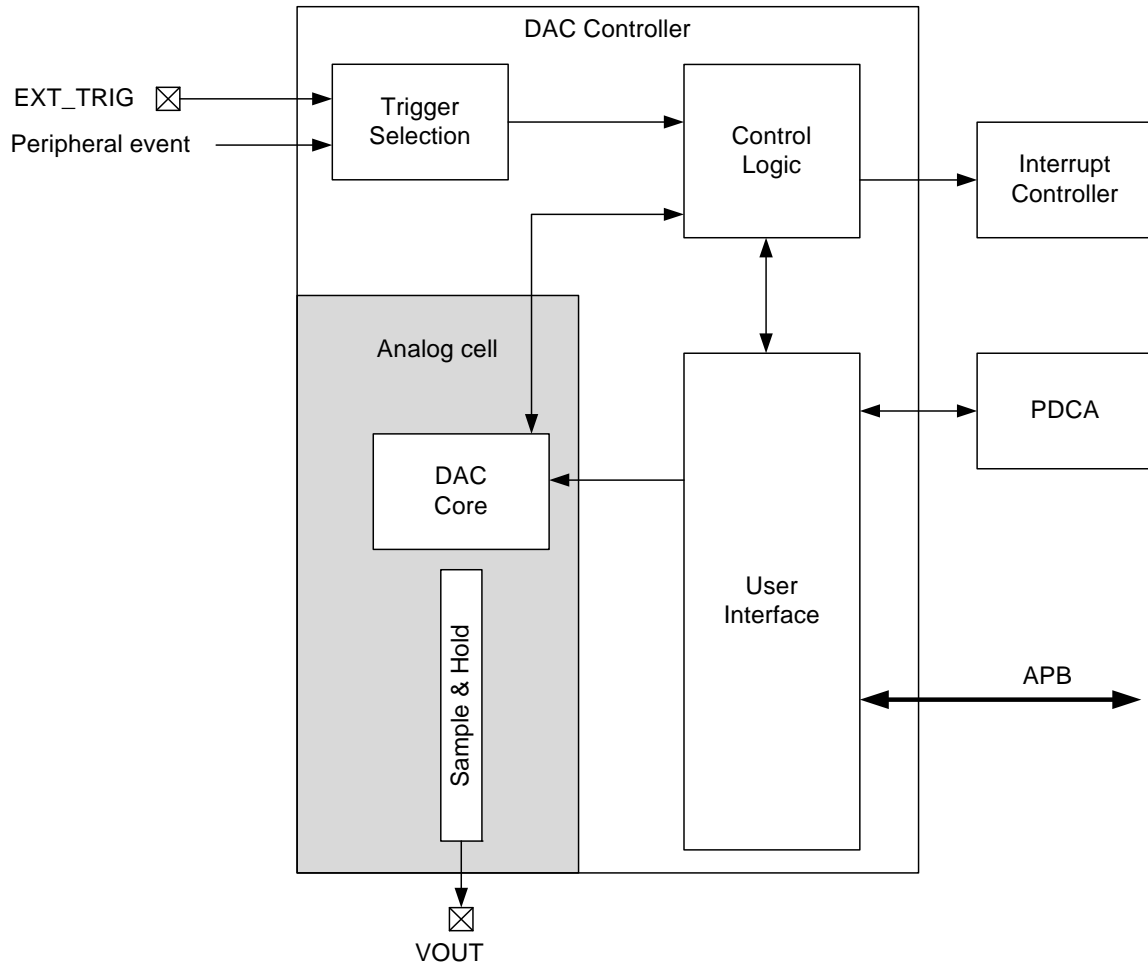 DAC Controller
EXT_TRIG
Peripheral event
Trigger
Selection
Control
Logic
Interrupt
Controller
Analog cell
PDCA
DAC
Core
User
Interface
Sample & Hold
APB
VOUT